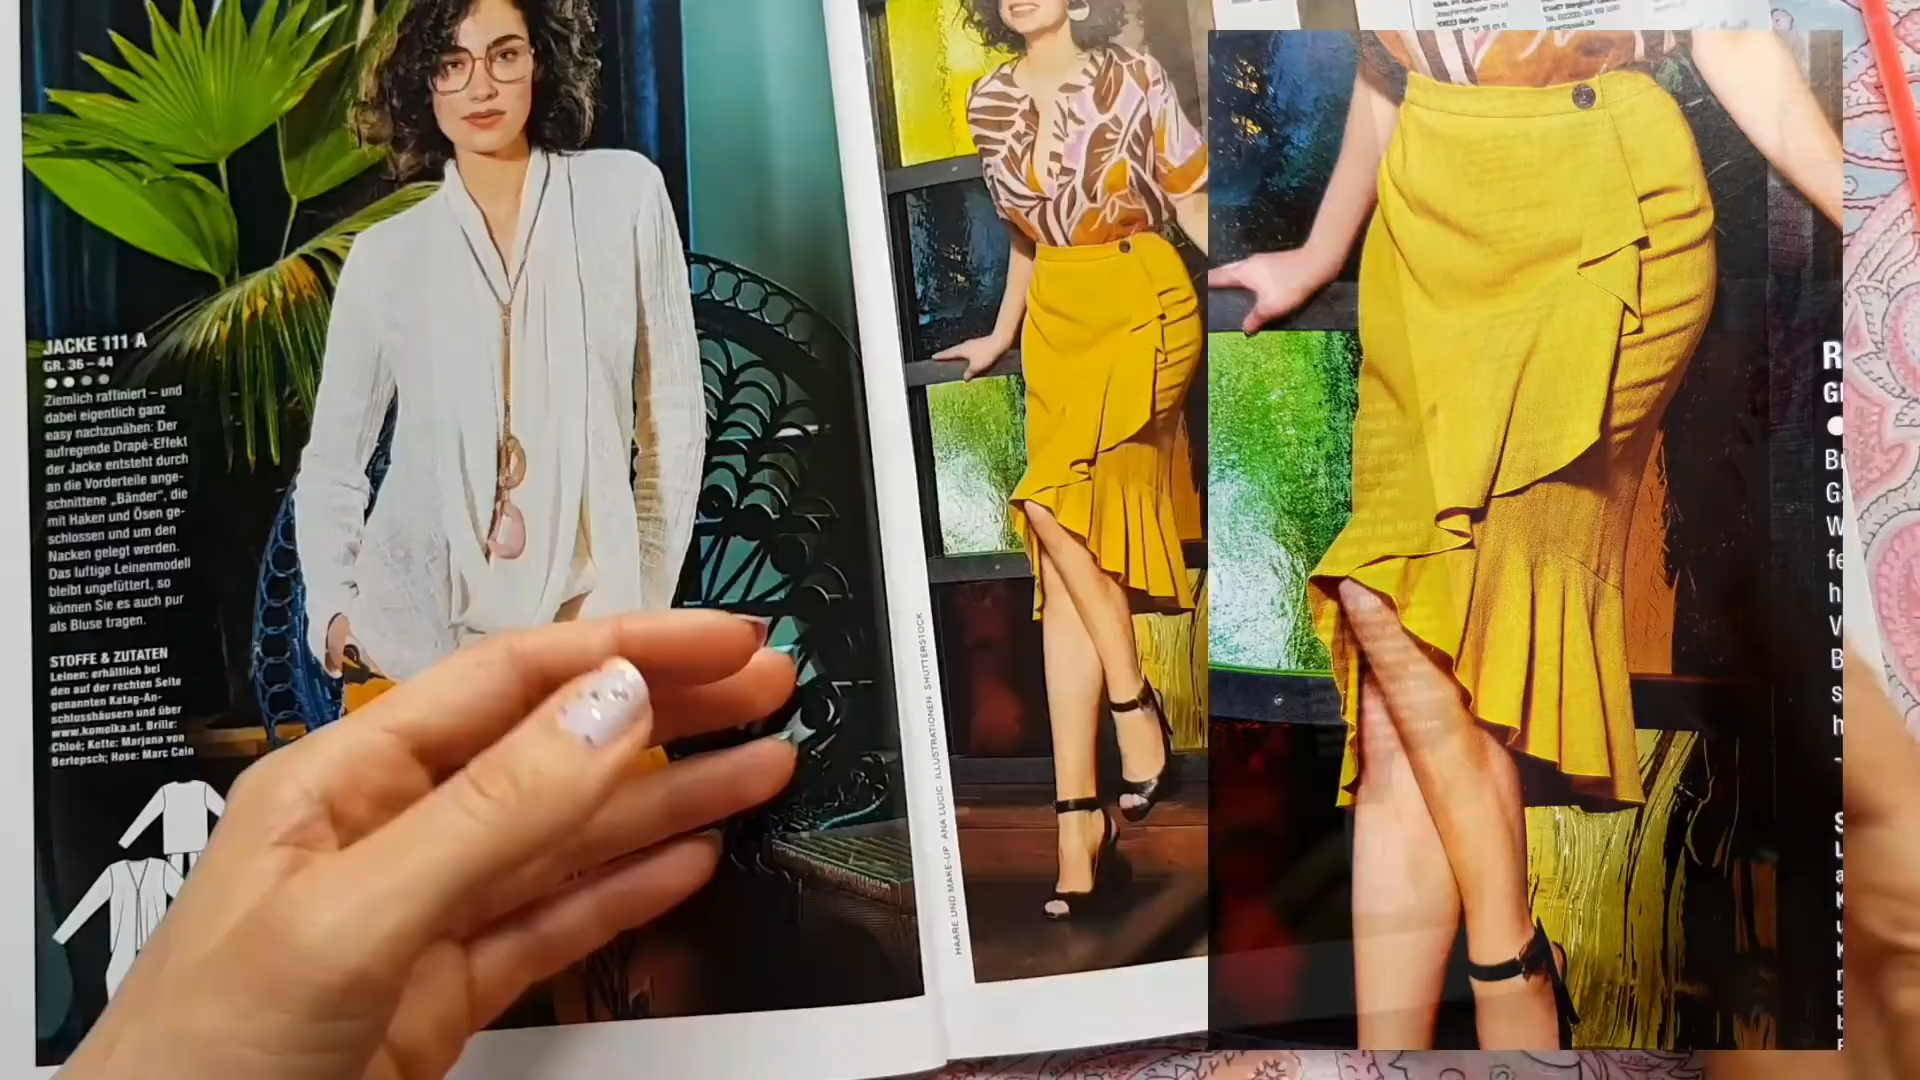 JACKE 111 A
GR. 36 – 44
Ziemlich raffiniert – und
dabei eigentlich ganz
easy nachzunähen: Der
aufregende Drapé-Effekt
der Jacke entsteht durch
an die Vorderteile ange-
schnittene „Bänder“, die
mit Haken und Ösen ge-
schlossen und um den
Nacken gelegt werden.
Das luftige Leinenmodell
bleibt ungefüttert, so
können Sie es auch pur
als Bluse tragen.
STOFFE & ZUTATEN
Leinen: erhältlich bei
den auf der rechten Seite
genannten Katag-An-
schlusshäusern und über
www.komolka.at. Brille:
Chloé; Kette: Marjana von
Berlepsch; Hose: Marc Cain
HAARE UND MAKE-UP ANA LUCIC ILLUSTRATIONEN SHUTTERSTOCK
10623 Berlin